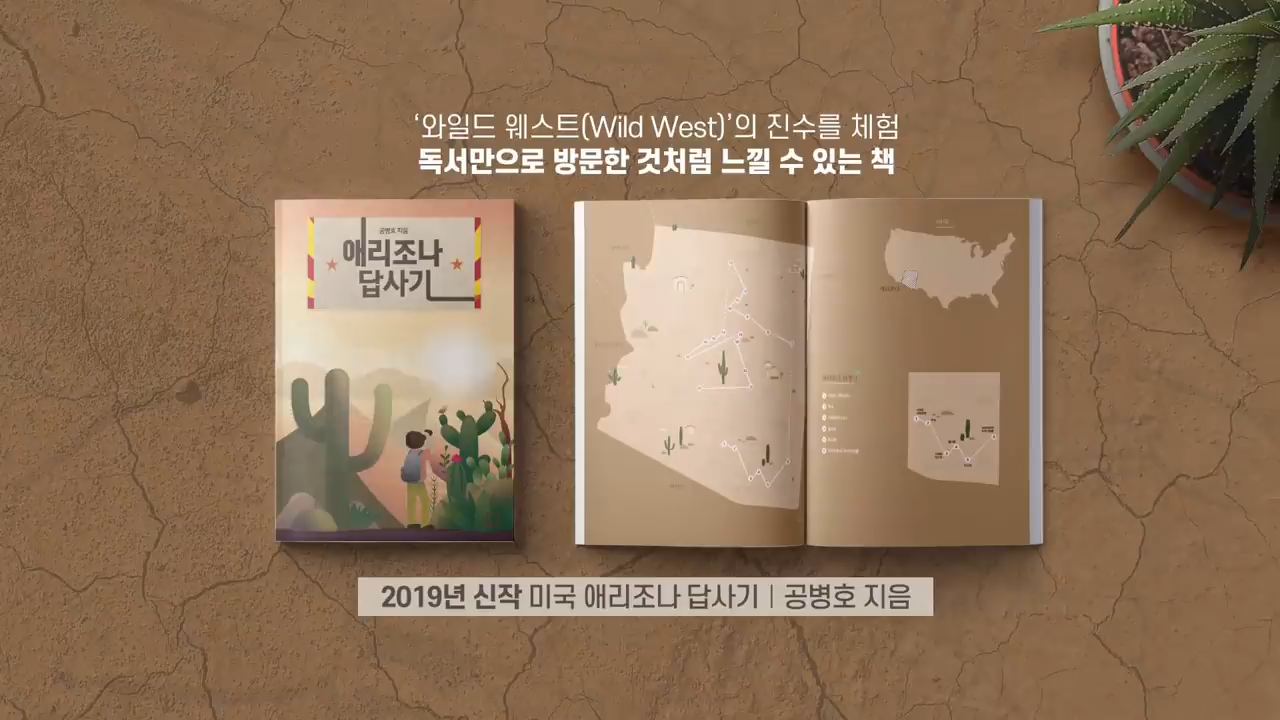 ‘와일드 웨스트(Wild West)’의 진수를 체험
독서만으로 방문한 것처럼 느낄 수 있는 책
공병호 지음
애리조나
답사기
2019년 신작 미국 애리조나 답사기 | 공병호 지음